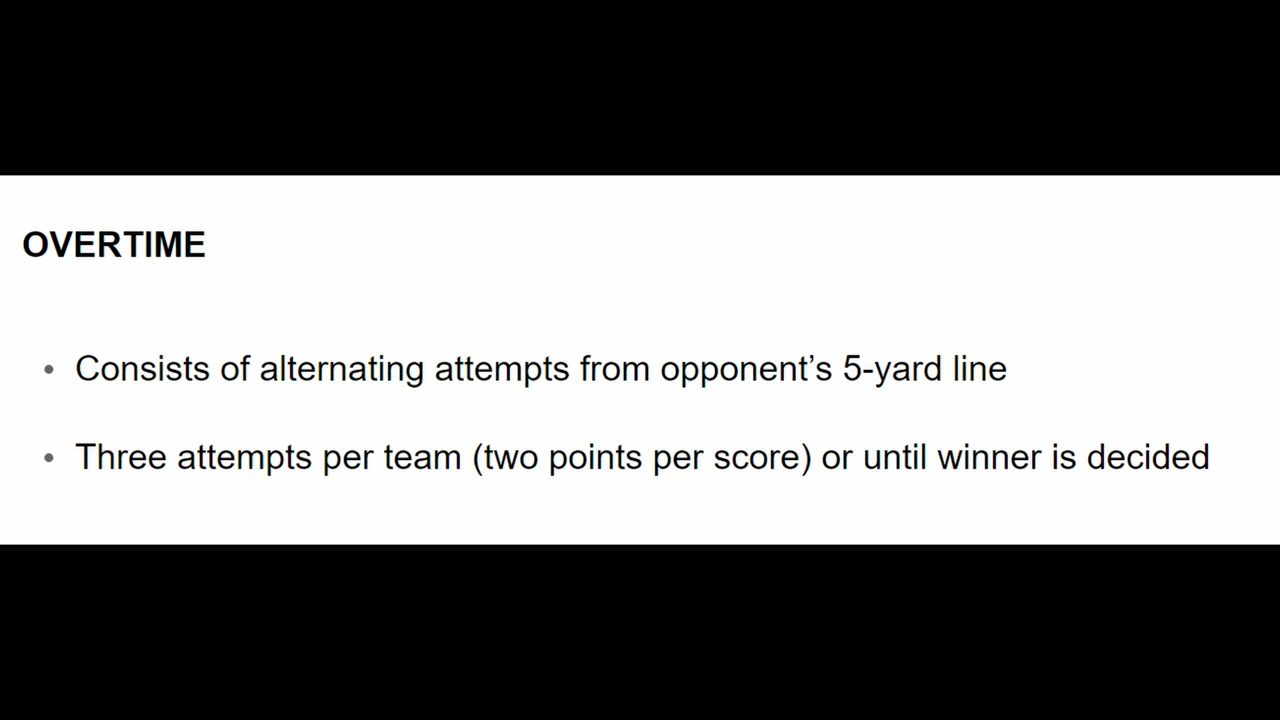 OVERTIME
• Consists of alternating attempts from opponent’s 5-yard line
• Three attempts per team (two points per score) or until winner is decided